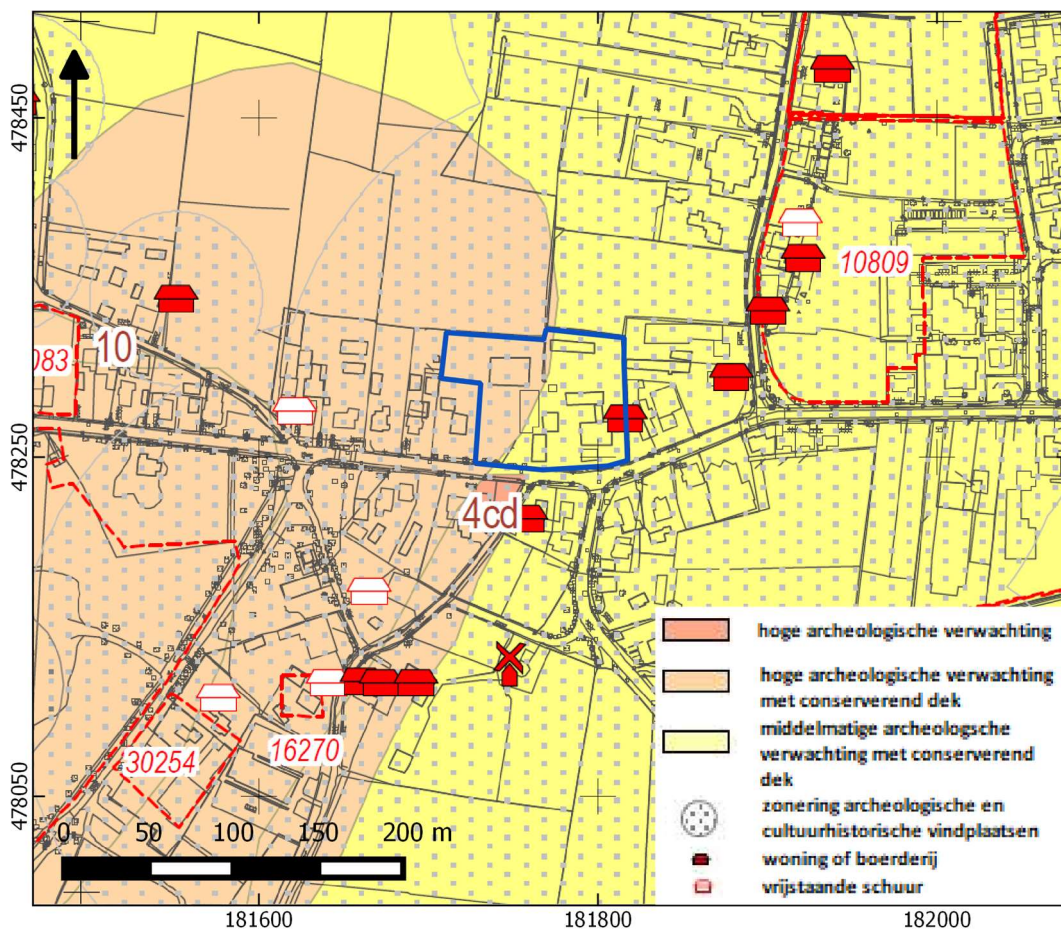 478450
10809
083
10
478250
4cd
hoge archeologische verwachting
hoge archeologische verwachting
met conserverend dek
middelmatige archeologsche
verwachting met conserverend
dek
zonering archeologische en
cultuurhistorische vindplaatsen
woning of boerderij
vrijstaande schuur
16270
30254
478050
0 50 100 150 200 m
181600 181800 182000